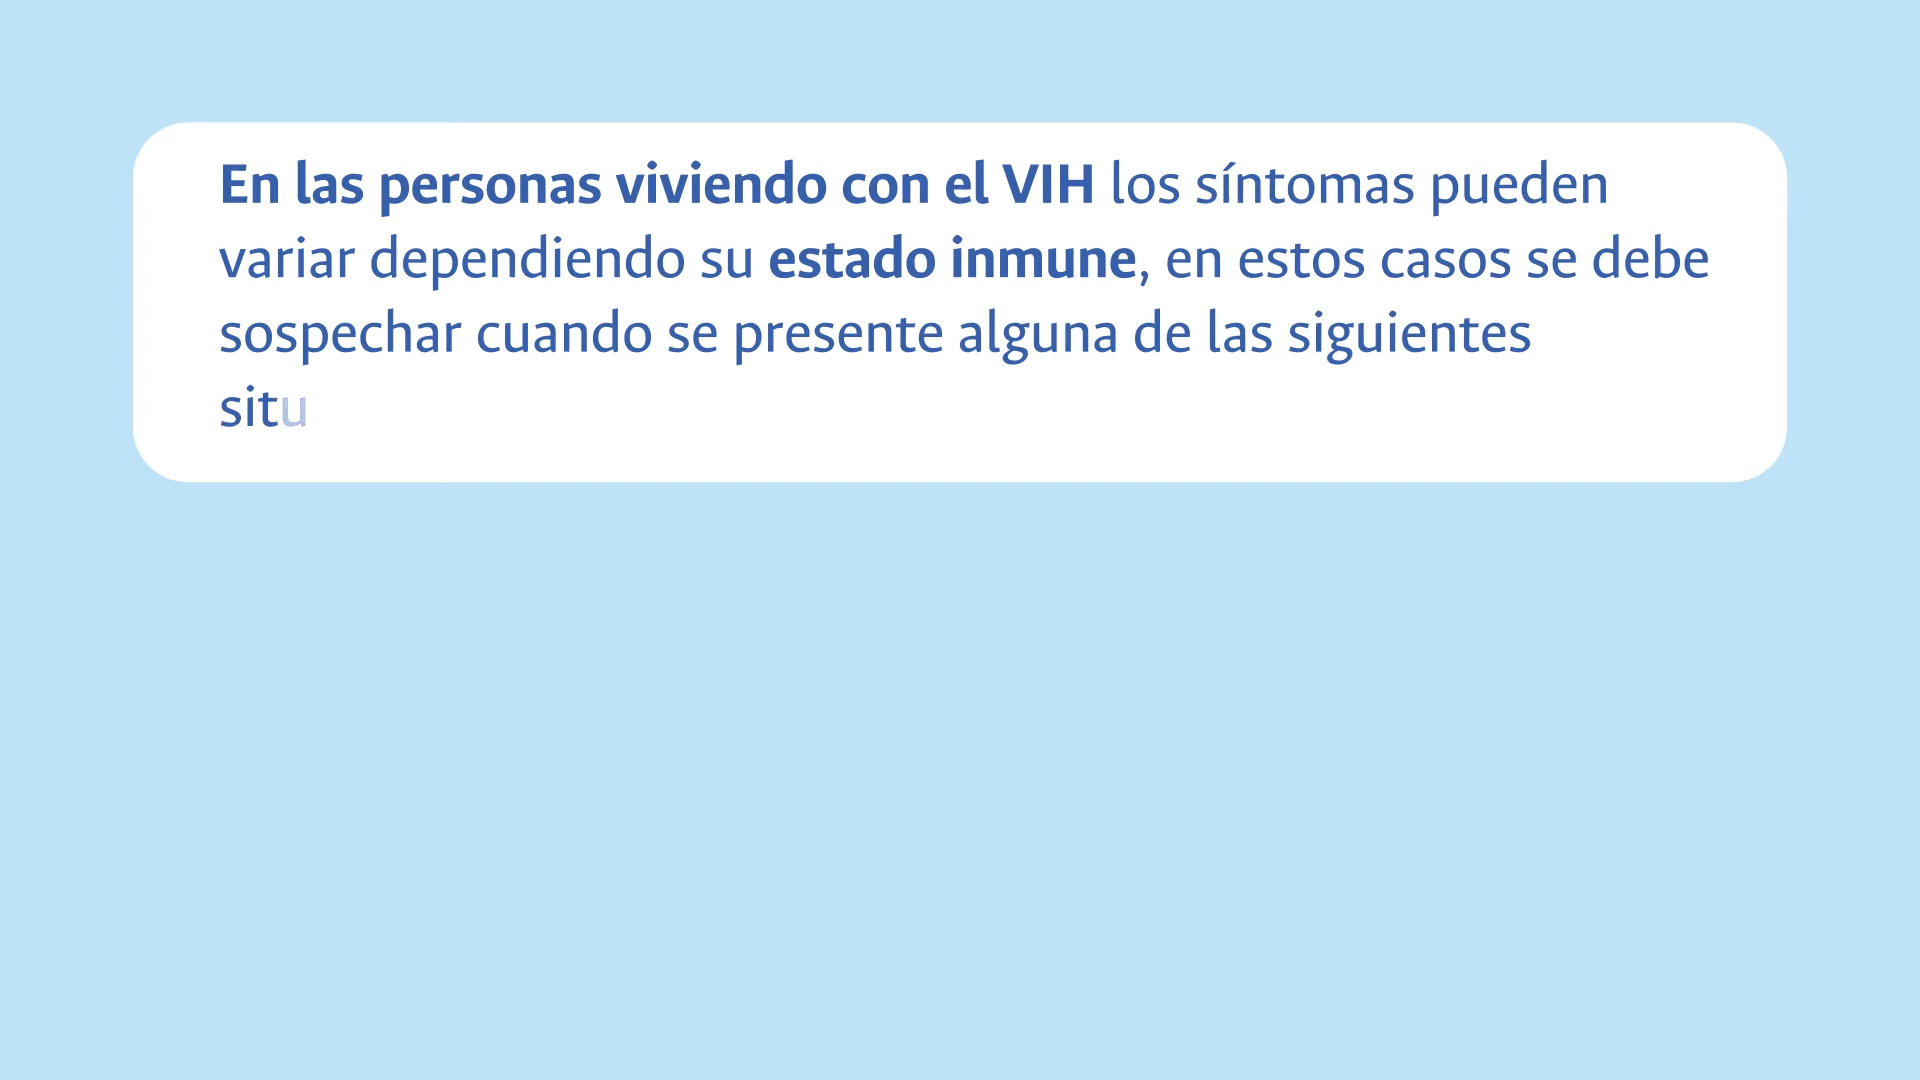 En las personas viviendo con el VIH los síntomas pueden
variar dependiendo su estado inmune, en estos casos se debe
sospechar cuando se presente alguna de las siguientes
situ